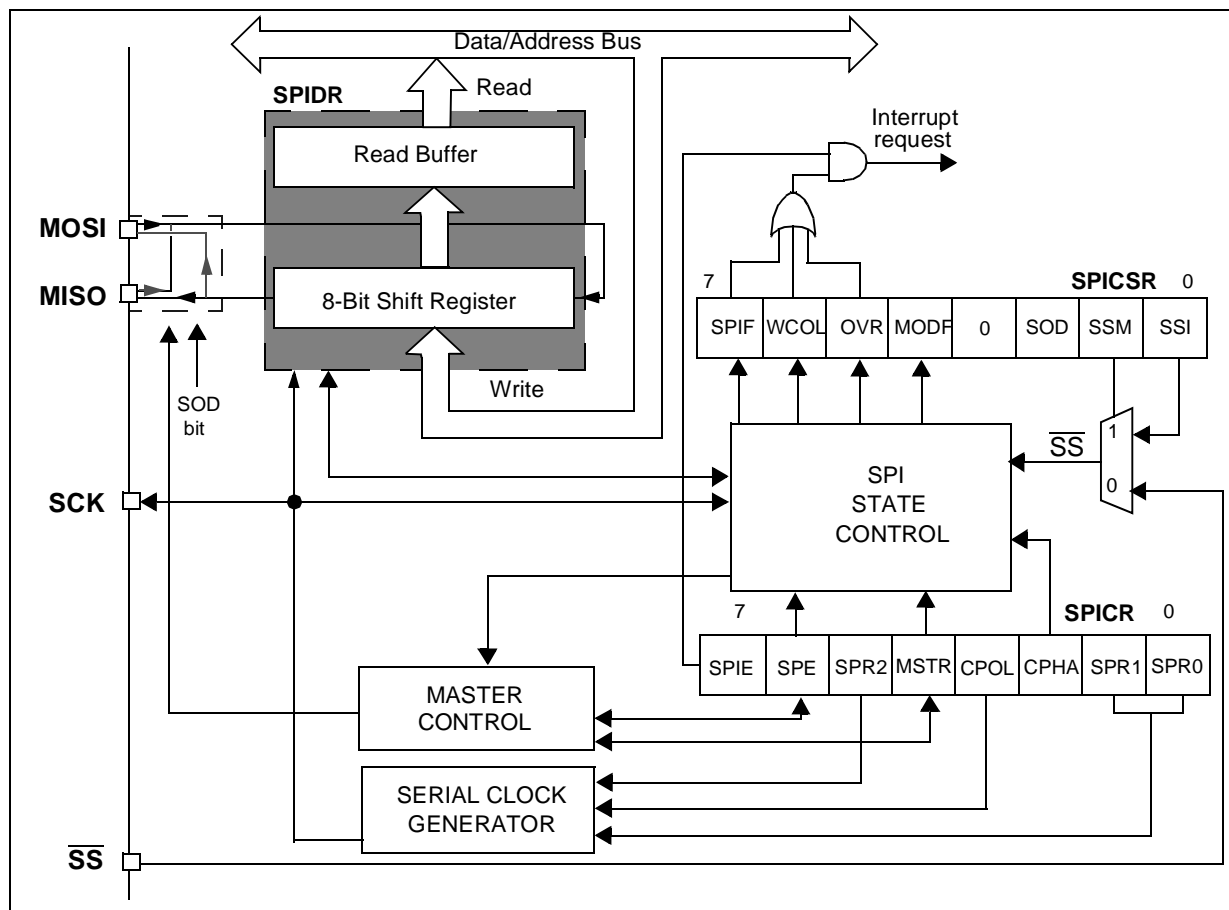 Data/Address Bus
SPIDR
Read
Read Buffer
Interrupt
request
MOSI
MISO
8-Bit Shift Register
7 SPICSR 0
SPIF WCOL OVR MODF 0 SOD SSM SSI
Write
SOD
bit
1
SS
0
SCK
SPI
STATE
CONTROL
7 SPICR 0
SPIE SPE SPR2 MSTR CPOL CPHA SPR1 SPR0
MASTER
CONTROL
SERIAL CLOCK
GENERATOR
SS